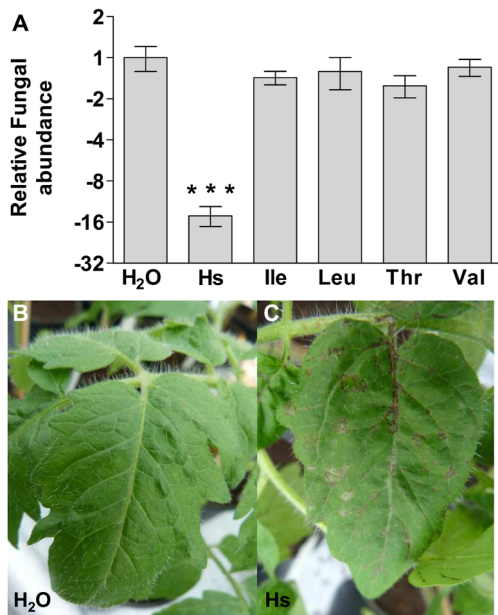 A
Relative Fungal
abundance
2
1
-2
-4
-8
-16
-32
***
H₂O Hs Ile Leu Thr Val
B
C
H₂O
Hs